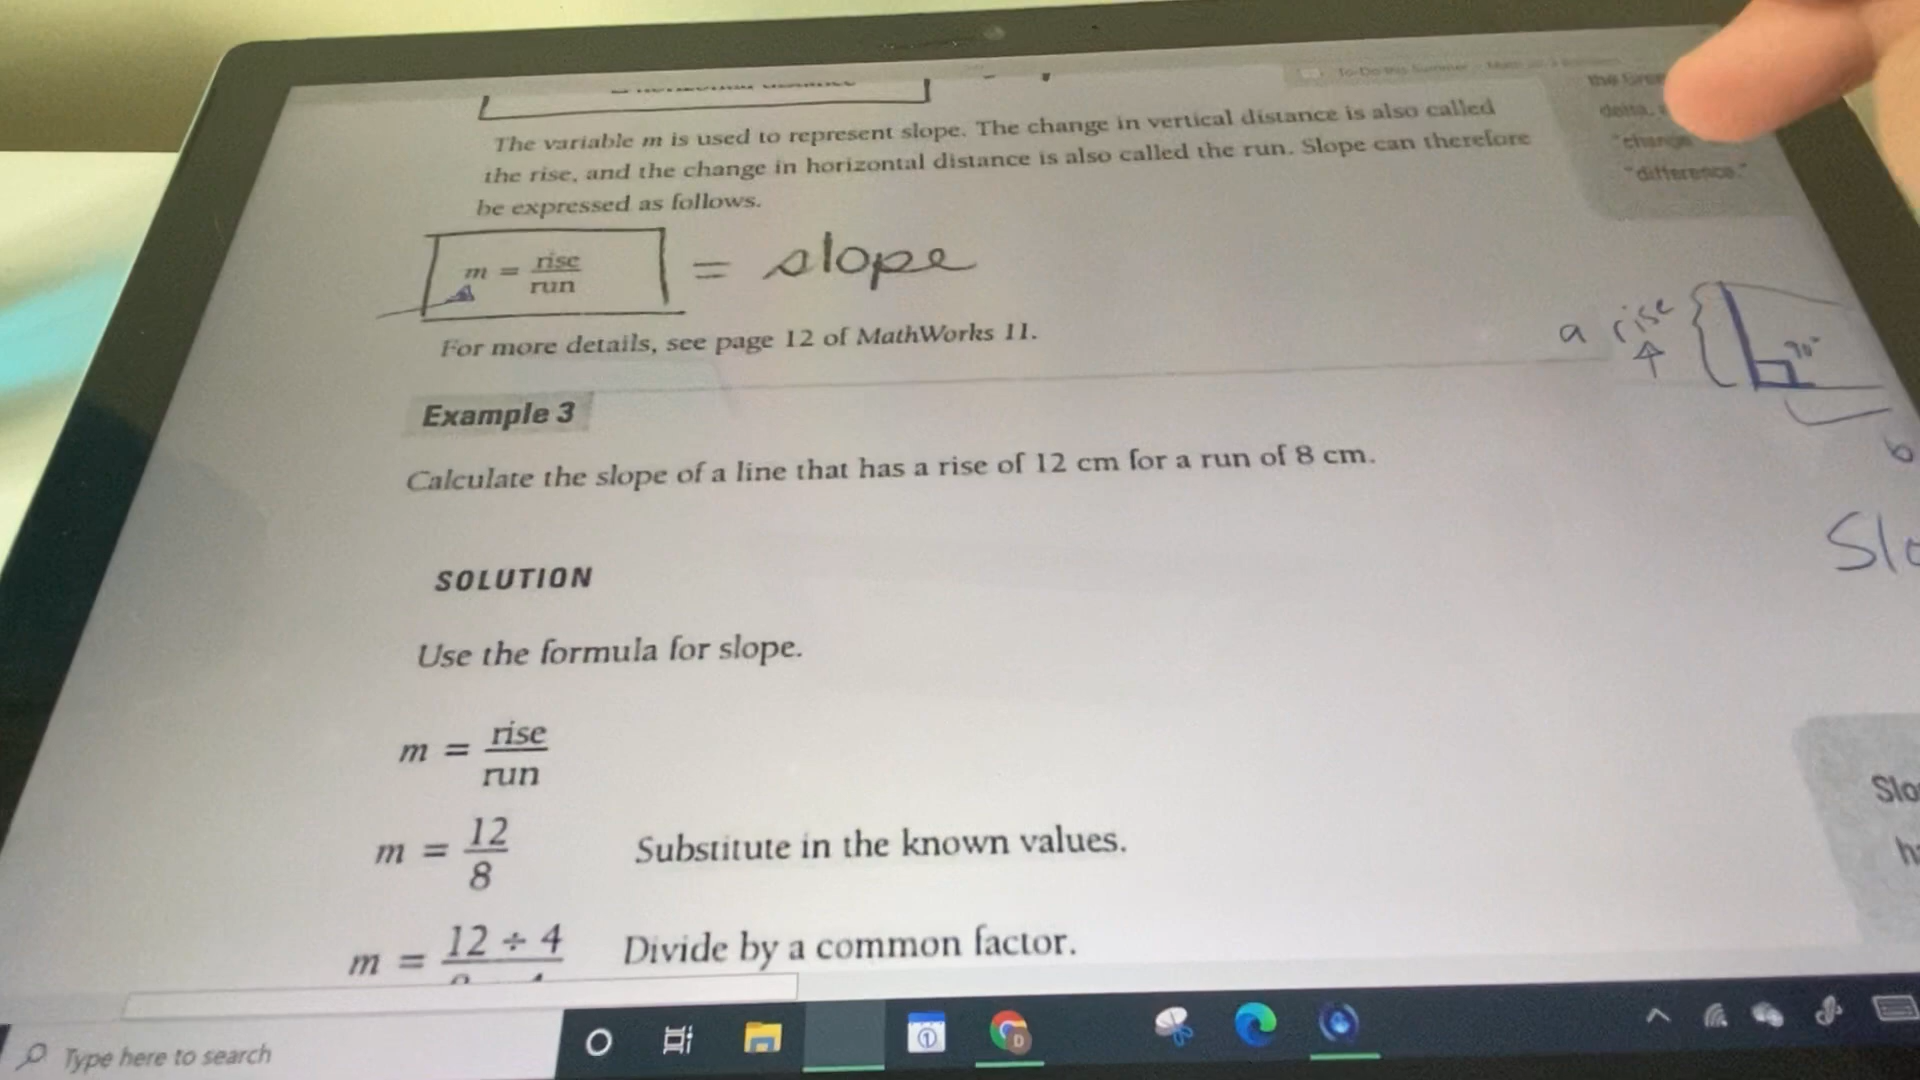 The variable m is used to represent slope. The change in vertical distance is also called
the rise, and the change in horizontal distance is also called the run. Slope can therefore
be expressed as follows.
"change
"difference."
m = rise
run
= slope
For more details, see page 12 of MathWorks 11.
a rise
90°
b
Example 3
Calculate the slope of a line that has a rise of 12 cm for a run of 8 cm.
Slo
SOLUTION
Use the formula for slope.
m = rise
run
Slo
m = 12
8
Substitute in the known values.
m = 12 ÷ 4
Divide by a common factor.
Type here to search